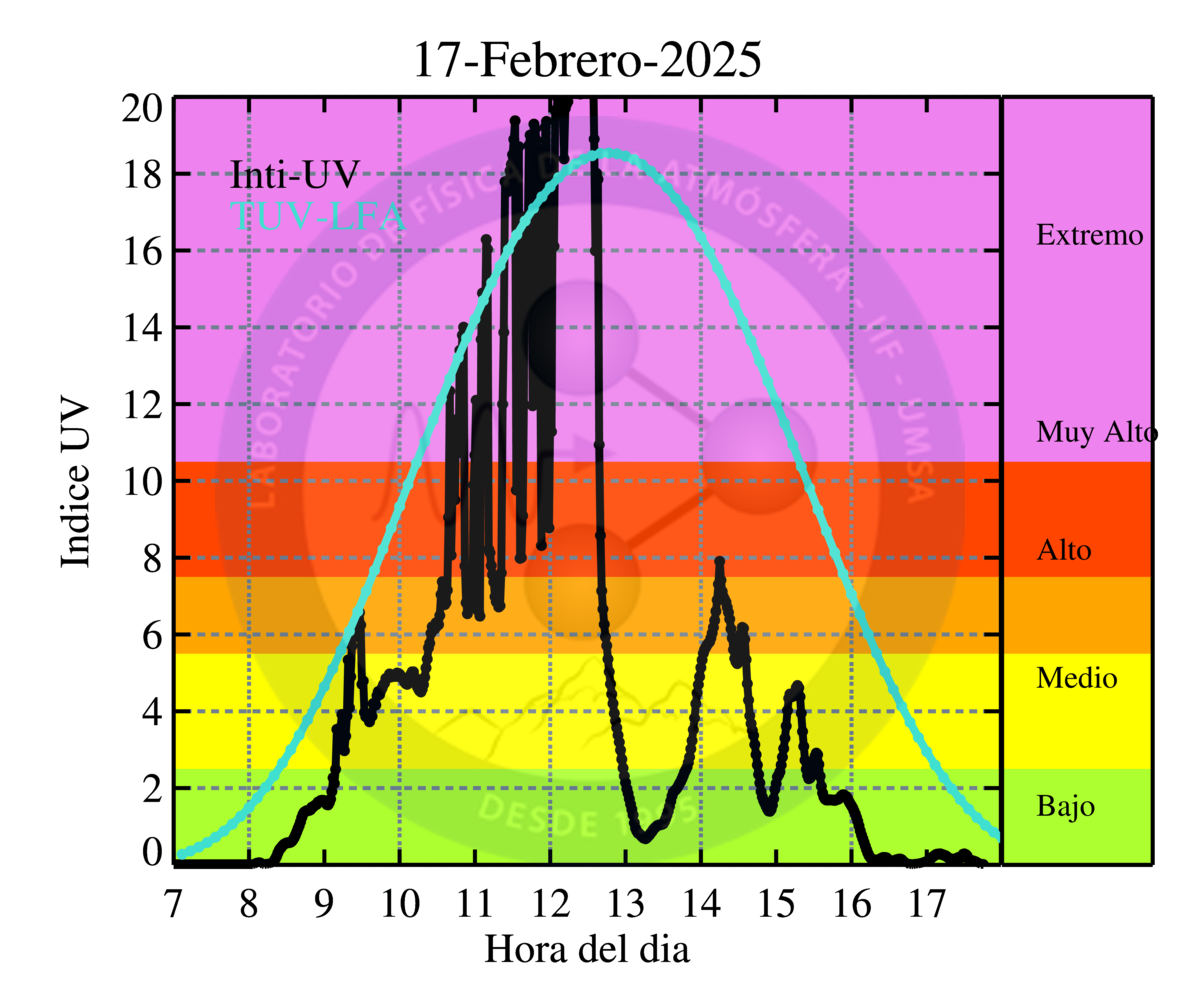 17-Febrero-2025
Inti-UV
TUV-LFA
Indice UV
20
18
16
14
12
10
8
6
4
2
0
7 8 9 10 11 12 13 14 15 16 17
Hora del dia
Extremo
Muy Alto
Alto
Medio
Bajo
LABORATORIO DE FÍSICA DE LA ATMÓSFERA - IIF - UMSA